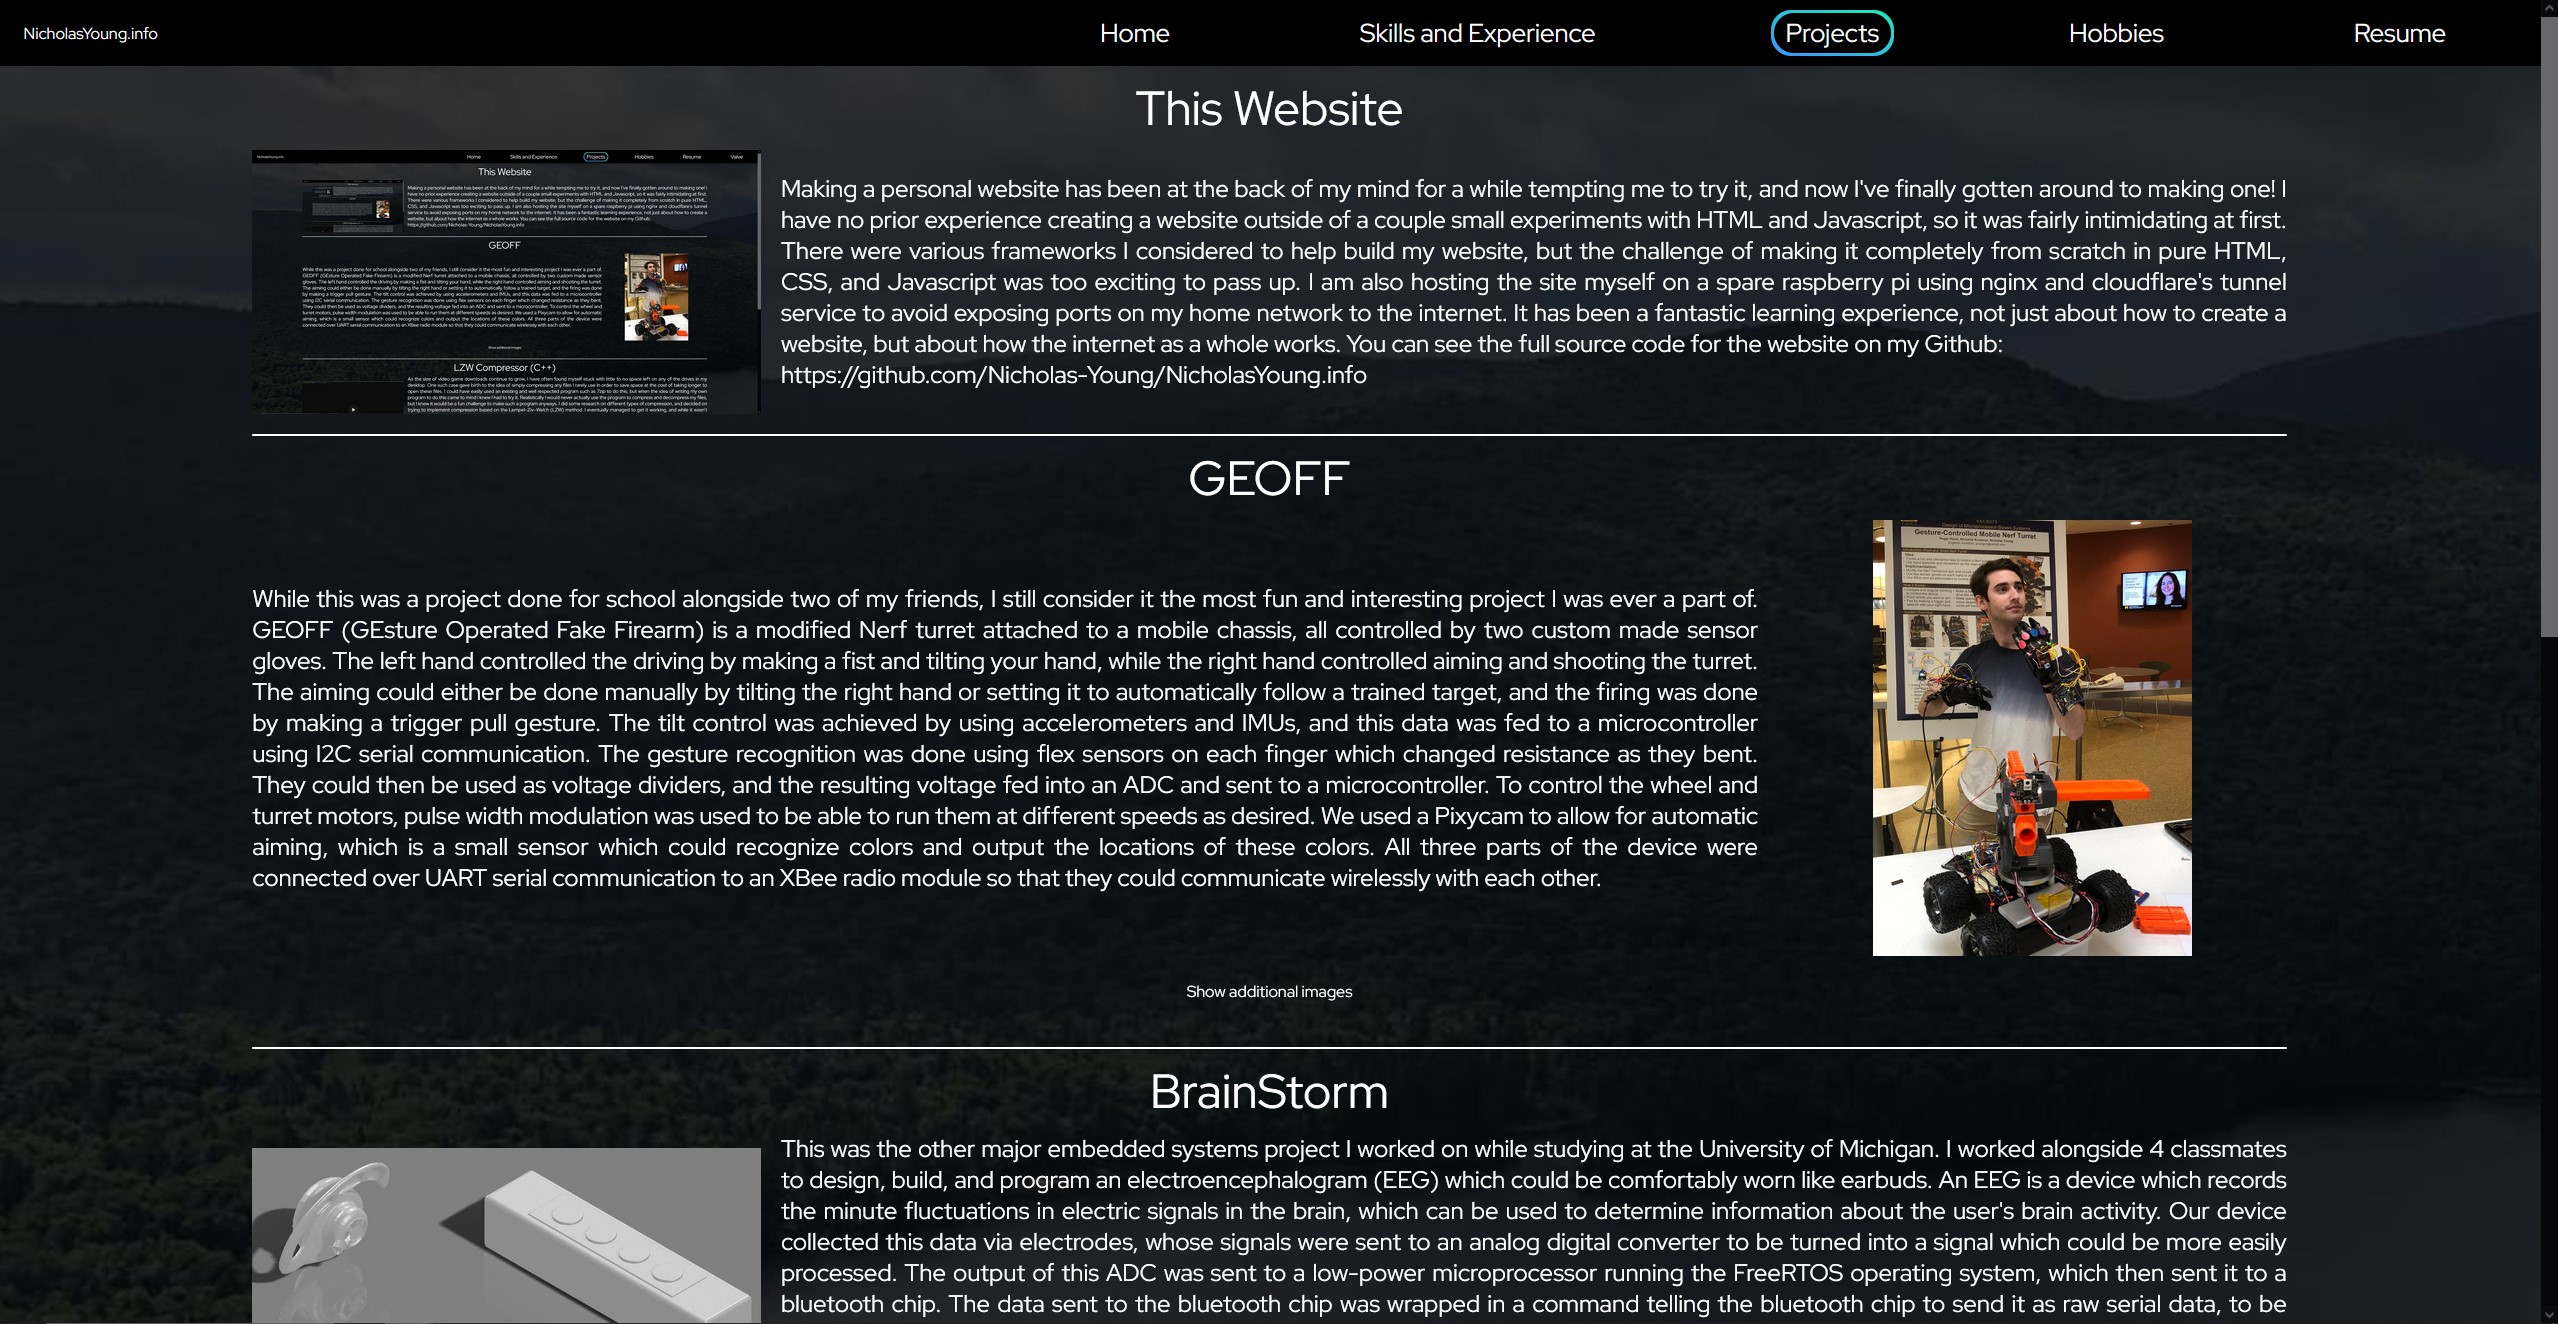 NicholasYoung.info
Home
Skills and Experience
Projects
Hobbies
Resume
This Website
Home
Skills and Experience
Projects
Hobbies
Resume
Valve
This Website
GEOFF
Show additional images
LZW Compressor (C++)
Making a personal website has been at the back of my mind for a while tempting me to try it, and now I've finally gotten around to making one! I
have no prior experience creating a website outside of a couple small experiments with HTML and Javascript, so it was fairly intimidating at first.
There were various frameworks I considered to help build my website, but the challenge of making it completely from scratch in pure HTML,
CSS, and Javascript was too exciting to pass up. I am also hosting the site myself on a spare raspberry pi using nginx and cloudflare's tunnel
service to avoid exposing ports on my home network to the internet. It has been a fantastic learning experience, not just about how to create a
website, but about how the internet as a whole works. You can see the full source code for the website on my Github:
https://github.com/Nicholas-Young/NicholasYoung.info
GEOFF
While this was a project done for school alongside two of my friends, I still consider it the most fun and interesting project I was ever a part of.
GEOFF (GEsture Operated Fake Firearm) is a modified Nerf turret attached to a mobile chassis, all controlled by two custom made sensor
gloves. The left hand controlled the driving by making a fist and tilting your hand, while the right hand controlled aiming and shooting the turret.
The aiming could either be done manually by tilting the right hand or setting it to automatically follow a trained target, and the firing was done
by making a trigger pull gesture. The tilt control was achieved by using accelerometers and IMUs, and this data was fed to a microcontroller
using I2C serial communication. The gesture recognition was done using flex sensors on each finger which changed resistance as they bent.
They could then be used as voltage dividers, and the resulting voltage fed into an ADC and sent to a microcontroller. To control the wheel and
turret motors, pulse width modulation was used to be able to run them at different speeds as desired. We used a Pixycam to allow for automatic
aiming, which is a small sensor which could recognize colors and output the locations of these colors. All three parts of the device were
connected over UART serial communication to an XBee radio module so that they could communicate wirelessly with each other.
Gesture-Controlled Mobile Nerf Turret
Show additional images
BrainStorm
This was the other major embedded systems project I worked on while studying at the University of Michigan. I worked alongside 4 classmates
to design, build, and program an electroencephalogram (EEG) which could be comfortably worn like earbuds. An EEG is a device which records
the minute fluctuations in electric signals in the brain, which can be used to determine information about the user's brain activity. Our device
collected this data via electrodes, whose signals were sent to an analog digital converter to be turned into a signal which could be more easily
processed. The output of this ADC was sent to a low-power microprocessor running the FreeRTOS operating system, which then sent it to a
bluetooth chip. The data sent to the bluetooth chip was wrapped in a command telling the bluetooth chip to send it as raw serial data, to be